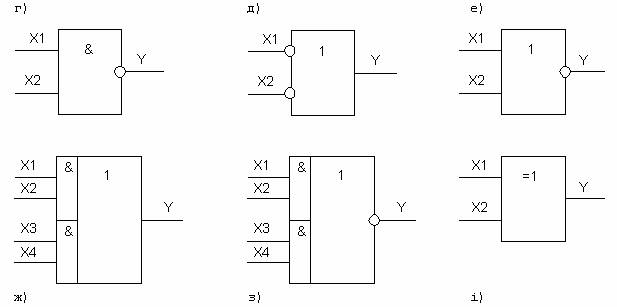 г) д) е)
X1 & Y X1 1 Y X1 1 Y
X2 X2 X2
X1 & 1 X1 & 1 X1 =1
X2 X2
Y Y X2 Y
X3 & X3 &
X4 X4
ж) з) і)